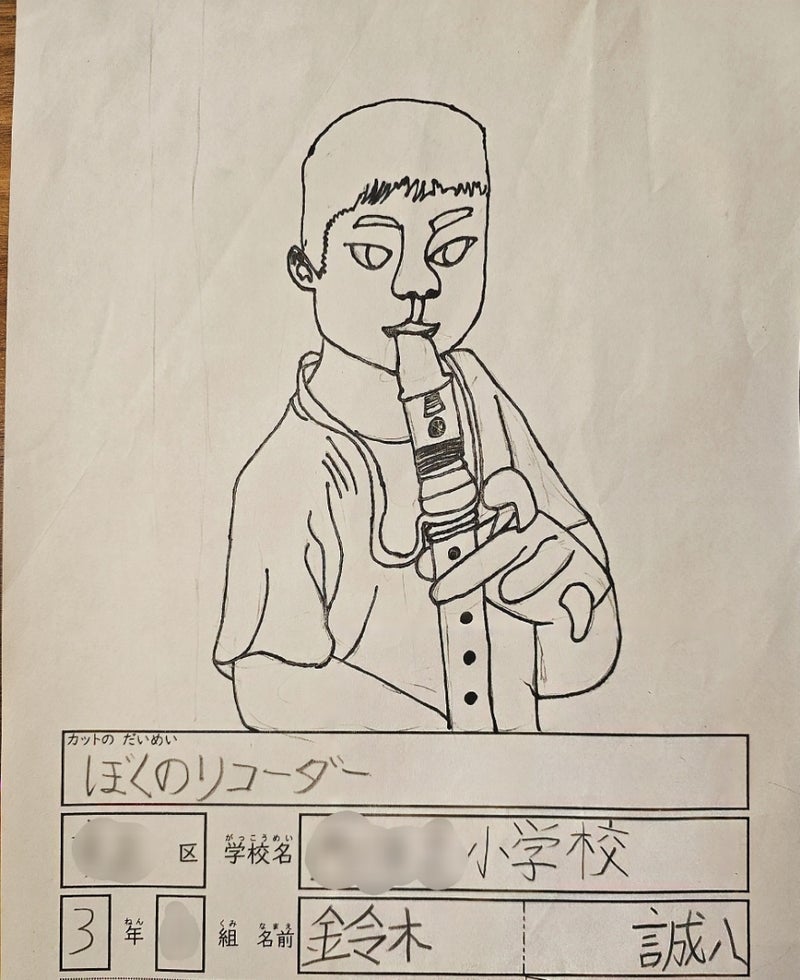 カットの だいめい
ぼくのリコーダー
区 がっこうめい 学校名 小学校
3 ねん 年 くみ 組 なまえ 名前 鈴木 誠八